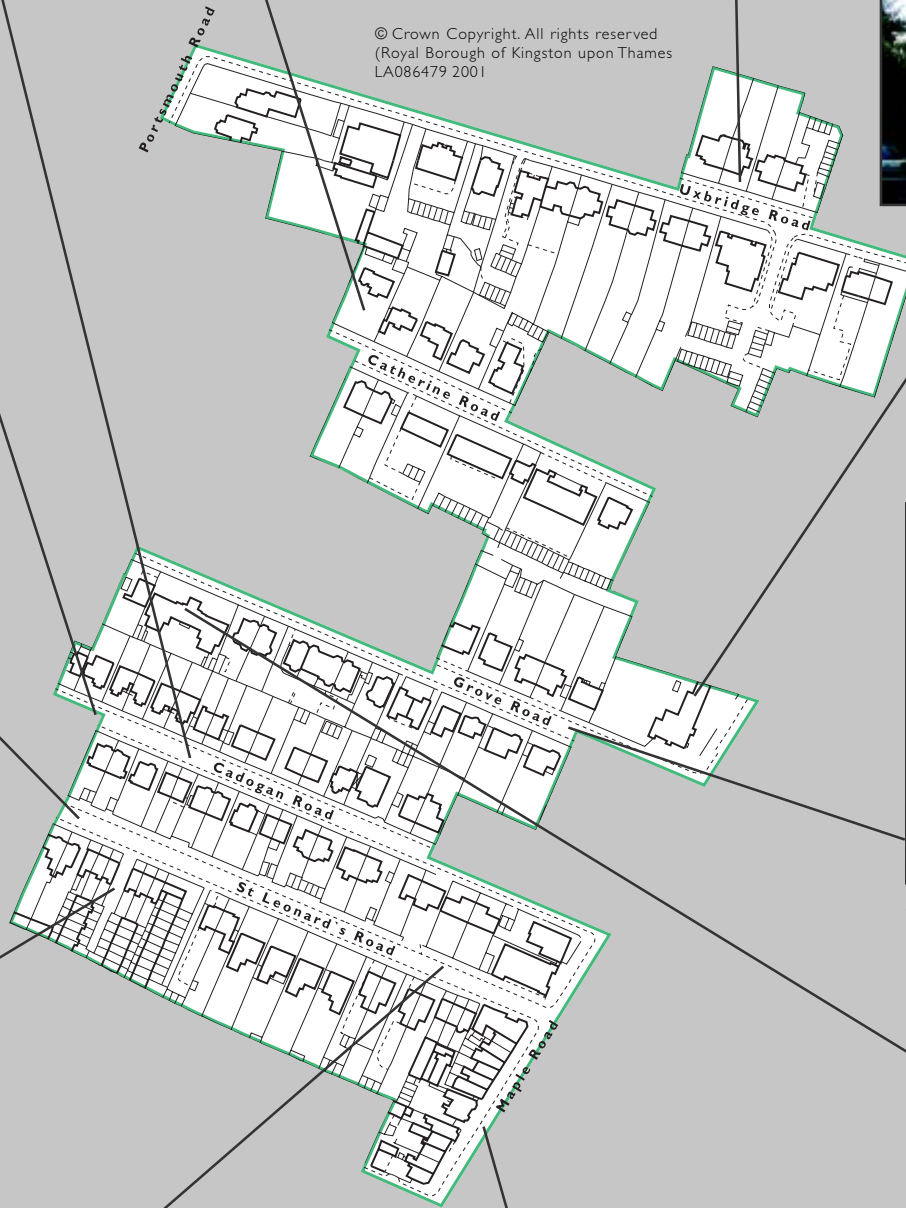 © Crown Copyright. All rights reserved
(Royal Borough of Kingston upon Thames
LA086479 2001
Portsmouth Road
Uxbridge Road
Catherine Road
Grove Road
Cadogan Road
St Leonard s Road
Maple Road